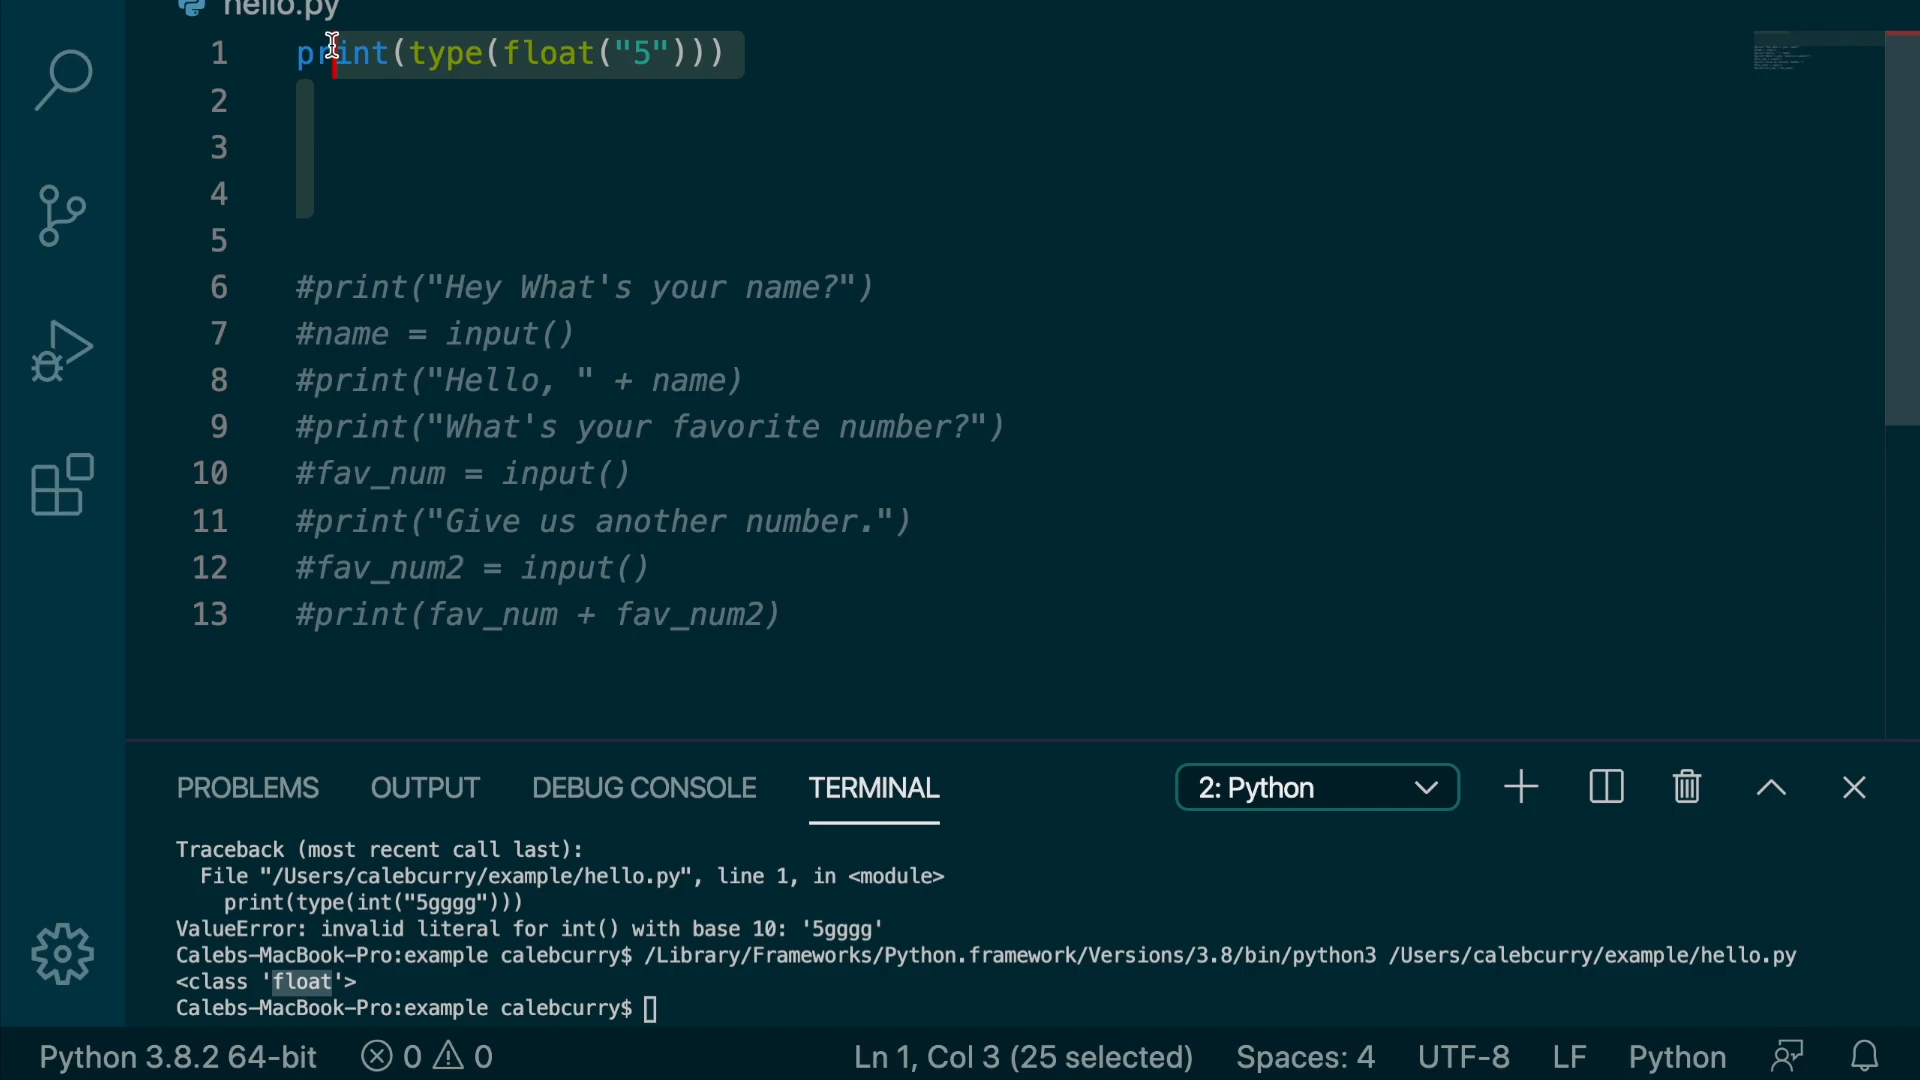 hello.py
1 print(type(float("5")))
2
3
4
5
6 #print("Hey What's your name?")
7 #name = input()
8 #print("Hello, " + name)
9 #print("What's your favorite number?")
10 #fav_num = input()
11 #print("Give us another number.")
12 #fav_num2 = input()
13 #print(fav_num + fav_num2)
PROBLEMS OUTPUT DEBUG CONSOLE TERMINAL 2: Python
Traceback (most recent call last):
File "/Users/calebcurry/example/hello.py", line 1, in <module>
print(type(int("5gggg")))
ValueError: invalid literal for int() with base 10: '5gggg'
Calebs-MacBook-Pro:example calebcurry$ /Library/Frameworks/Python.framework/Versions/3.8/bin/python3 /Users/calebcurry/example/hello.py
<class 'float'>
Calebs-MacBook-Pro:example calebcurry$
Python 3.8.2 64-bit 0 0 Ln 1, Col 3 (25 selected) Spaces: 4 UTF-8 LF Python